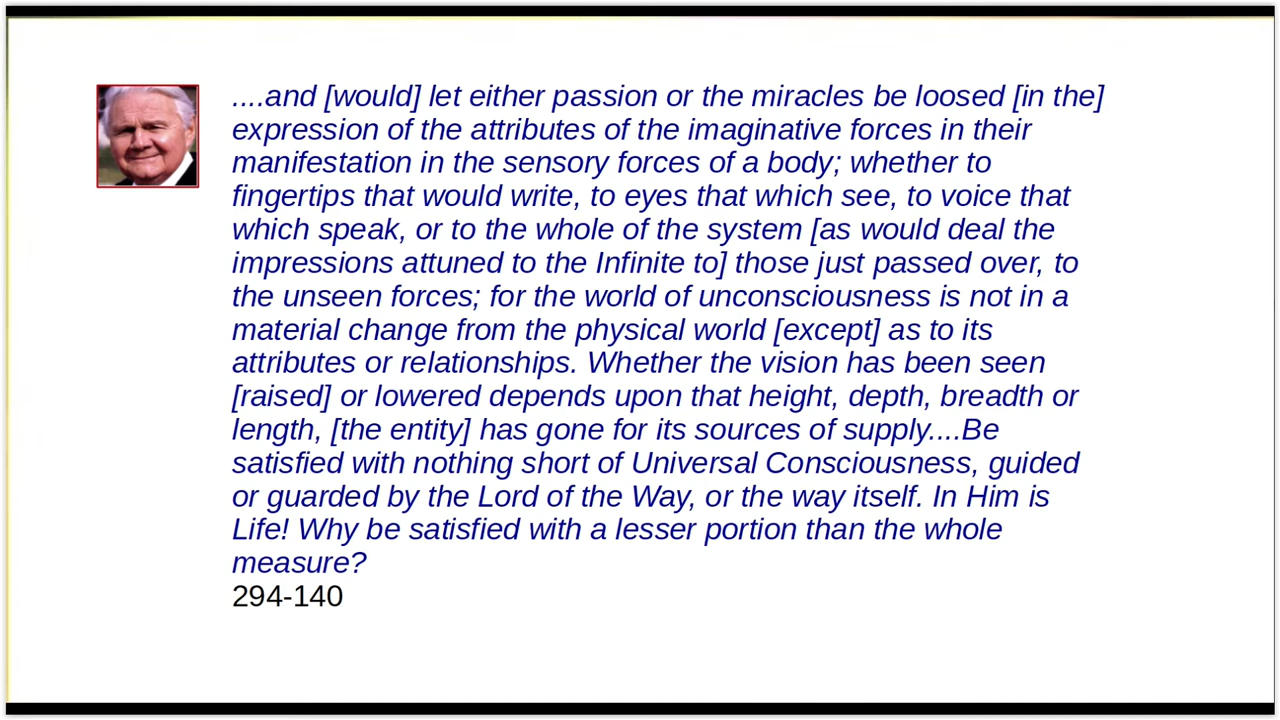 ....and [would] let either passion or the miracles be loosed [in the]
expression of the attributes of the imaginative forces in their
manifestation in the sensory forces of a body; whether to
fingertips that would write, to eyes that which see, to voice that
which speak, or to the whole of the system [as would deal the
impressions attuned to the Infinite to] those just passed over, to
the unseen forces; for the world of unconsciousness is not in a
material change from the physical world [except] as to its
attributes or relationships. Whether the vision has been seen
[raised] or lowered depends upon that height, depth, breadth or
length, [the entity] has gone for its sources of supply....Be
satisfied with nothing short of Universal Consciousness, guided
or guarded by the Lord of the Way, or the way itself. In Him is
Life! Why be satisfied with a lesser portion than the whole
measure?
294-140